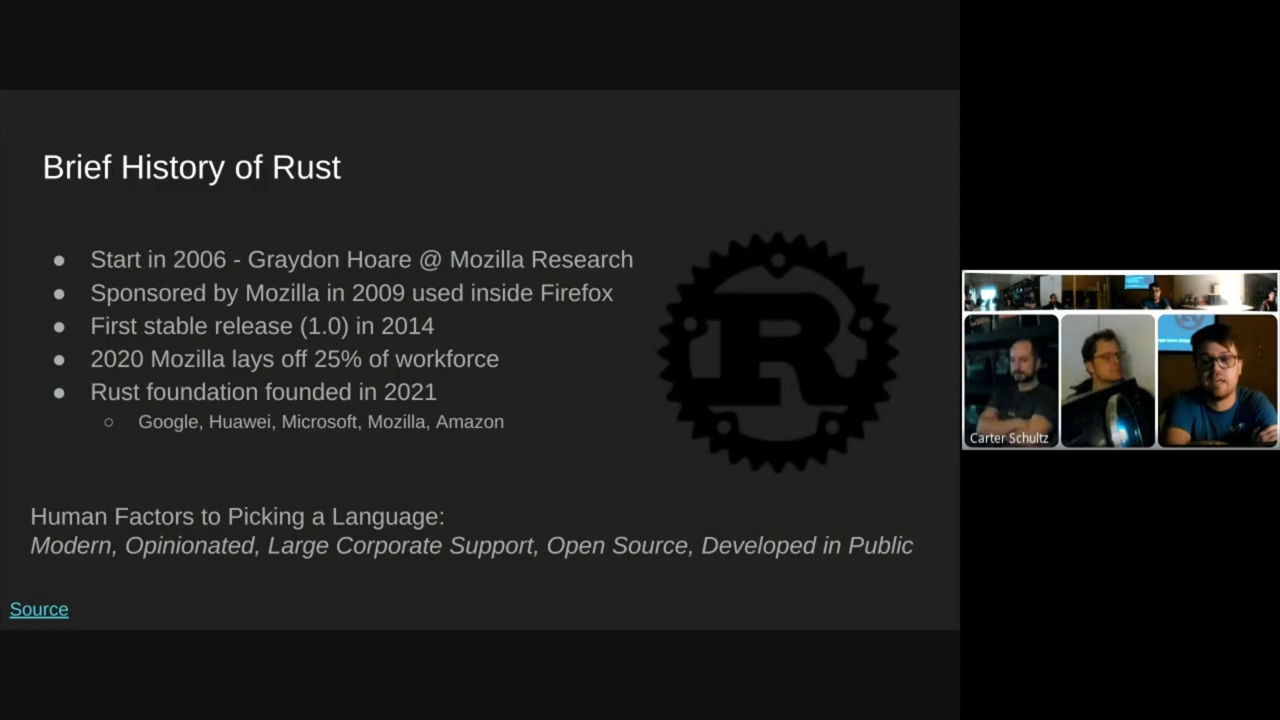 Brief History of Rust
Start in 2006 - Graydon Hoare @ Mozilla Research
Sponsored by Mozilla in 2009 used inside Firefox
First stable release (1.0) in 2014
2020 Mozilla lays off 25% of workforce
Rust foundation founded in 2021
Google, Huawei, Microsoft, Mozilla, Amazon
R
Human Factors to Picking a Language:
Modern, Opinionated, Large Corporate Support, Open Source, Developed in Public
Source
Carter Schultz